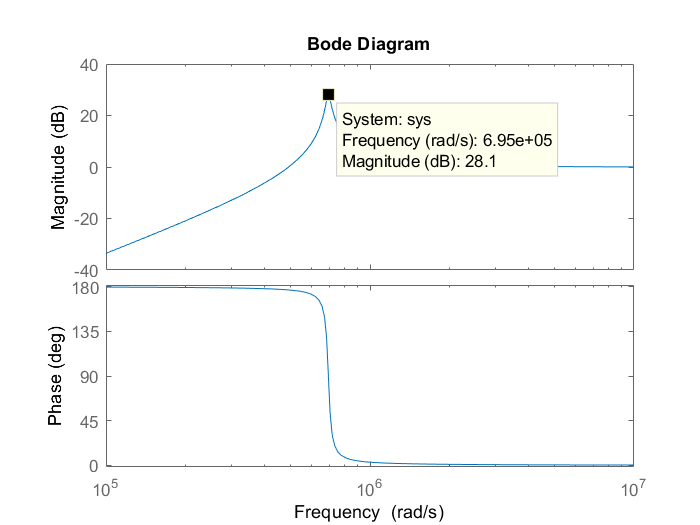 Bode Diagram
Magnitude (dB)
40
20
0
-20
-40
System: sys
Frequency (rad/s): 6.95e+05
Magnitude (dB): 28.1
Phase (deg)
180
135
90
45
0
10^5
10^6
10^7
Frequency (rad/s)